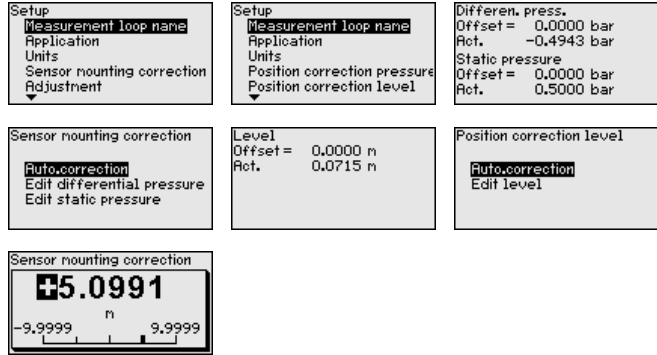 Setup
Measurement loop name
Application
Units
Sensor mounting correction
Adjustment
Setup
Measurement loop name
Application
Units
Position correction pressure
Position correction level
Differen. press.
Offset = 0.0000 bar
Act. -0.4943 bar
Static pressure
Offset = 0.0000 bar
Act. 0.5000 bar
Sensor mounting correction
Auto.correction
Edit differential pressure
Edit static pressure
Level
Offset = 0.0000 m
Act. 0.0715 m
Position correction level
Auto.correction
Edit level
Sensor mounting correction
+5.0991
m
-9.9999 9.9999